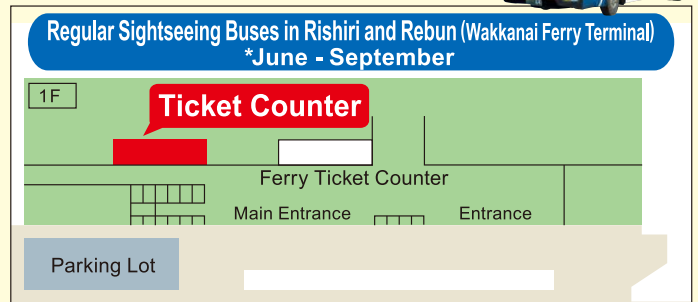 Regular Sightseeing Buses in Rishiri and Rebun (Wakkanai Ferry Terminal)
*June - September
1F
Ticket Counter
Ferry Ticket Counter
Main Entrance
Entrance
Parking Lot